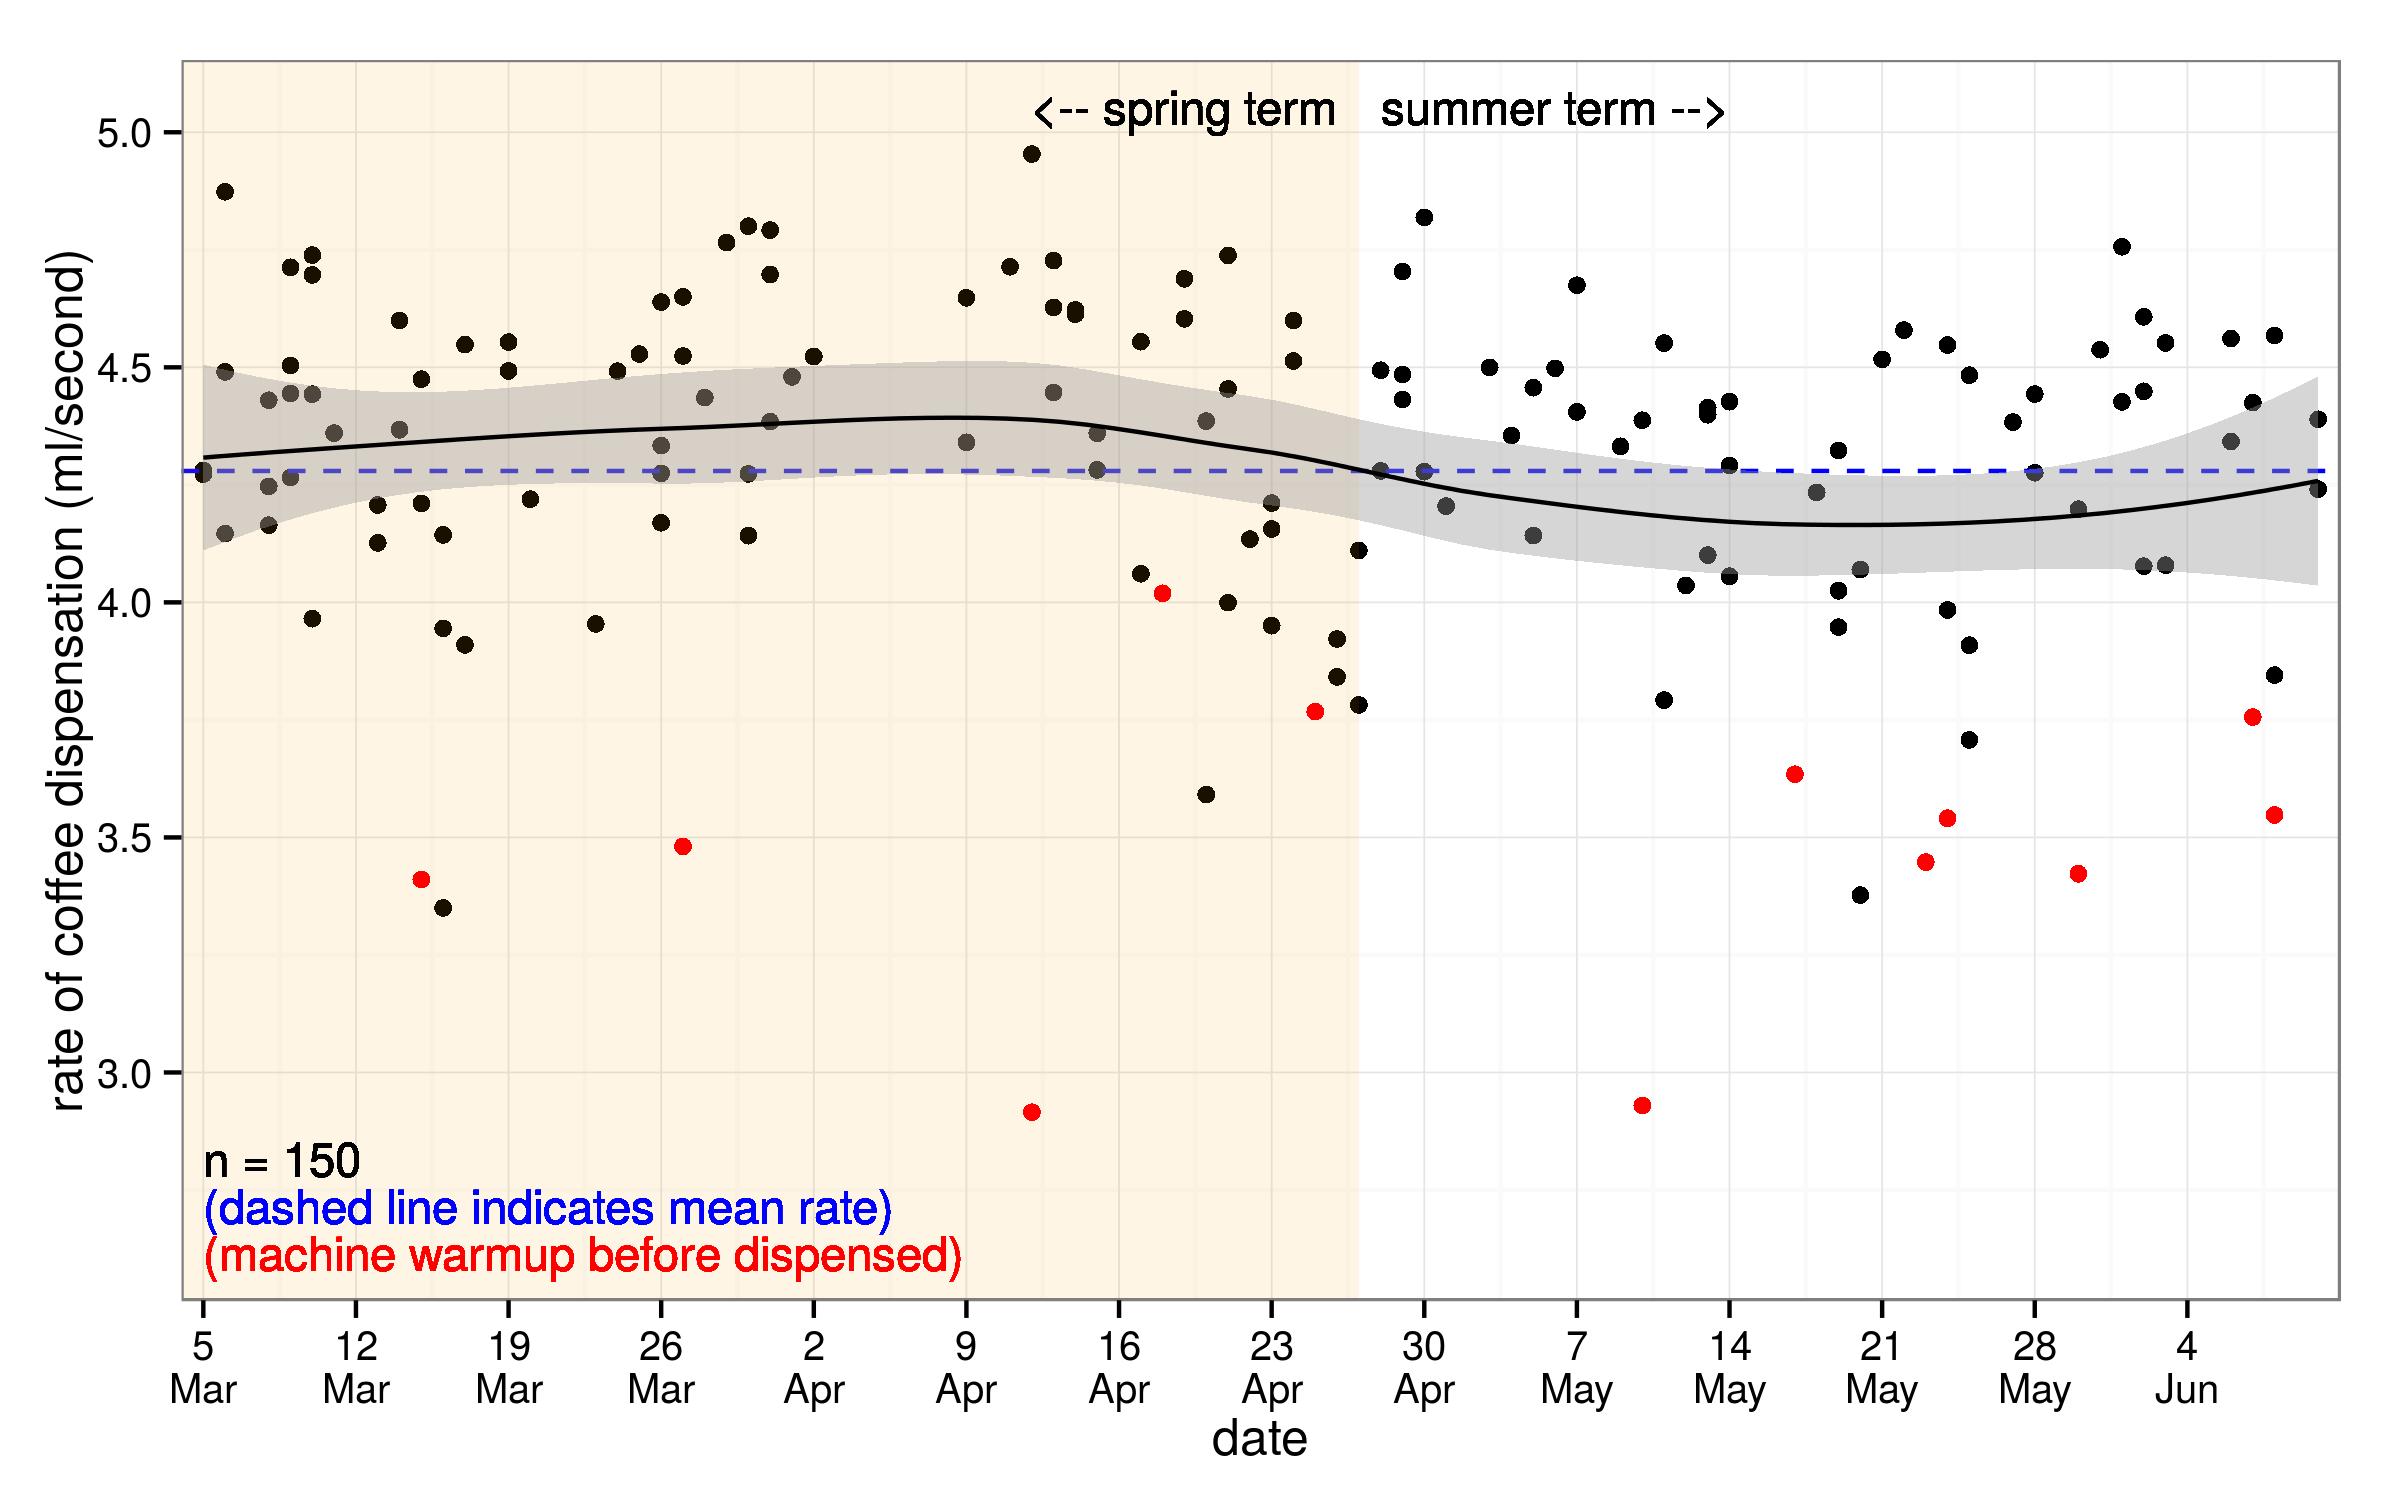 <-- spring term
summer term -->
5.0
4.5
4.0
3.5
3.0
rate of coffee dispensation (ml/second)
n = 150
(dashed line indicates mean rate)
(machine warmup before dispensed)
5 12 19 26 2 9 16 23 30 7 14 21 28 4
Mar Mar Mar Mar Apr Apr Apr Apr Apr May May May May Jun
date